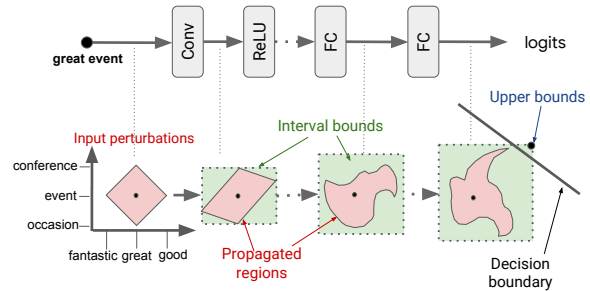 great event
Conv
ReLU
FC
FC
logits
Upper bounds
Input perturbations
Interval bounds
conference
event
occasion
fantastic great good
Propagated
regions
Decision
boundary